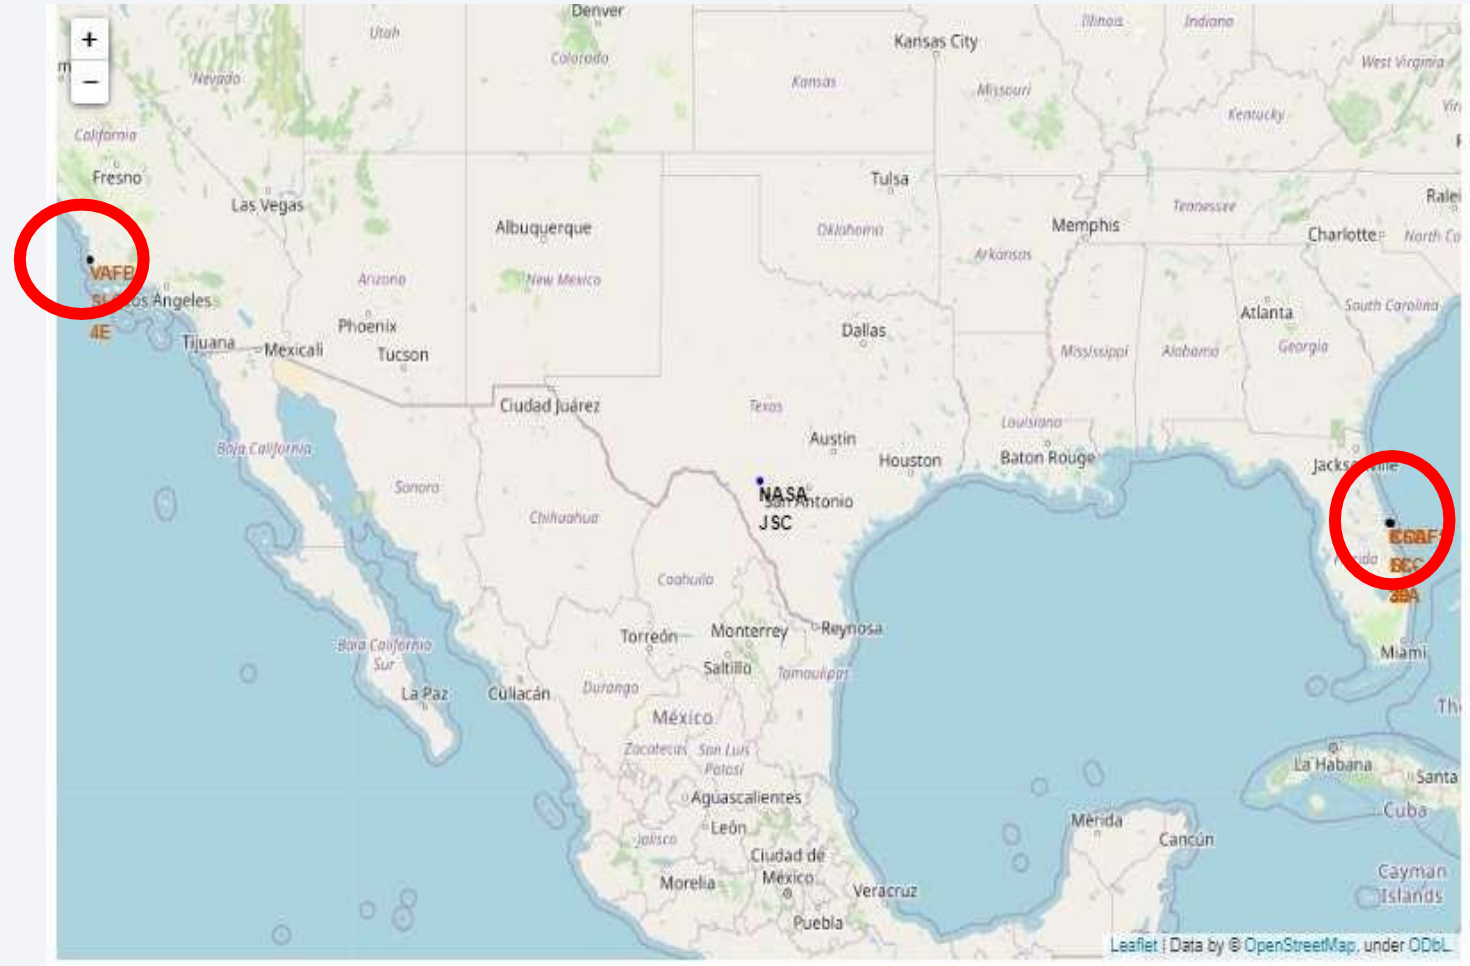 +
−
Denver
Utah
Colorado
Nevada
Kansas City
Kansas
Missouri
Illinois
Indiana
West Virginia
Kentucky
California
Fresno
Las Vegas
Albuquerque
New Mexico
Arizona
Tulsa
Oklahoma
Memphis
Tennessee
Arkansas
Charlotte
VAFB
4E
Los Angeles
Tijuana
Mexicali
Phoenix
Tucson
Dallas
Atlanta
South Carolina
Mississippi
Alabama
Georgia
Ciudad Juárez
Texas
Louisiana
Baja California
Austin
Houston
Baton Rouge
Jacksonville
Sonora
Chihuahua
NASA
JSC
San Antonio
Florida
Coahuila
Torreón
Monterrey
Reynosa
Saltillo
Tamaulipas
Baja California
Sur
La Paz
Culiacán
Durango
México
Zacatecas
San Luis
Potosí
Miami
La Habana
Santa
Cuba
Aguascalientes
León
Jalisco
Ciudad de
México
Morelia
Puebla
Veracruz
Mérida
Cancún
Cayman
Islands
Leaflet | Data by © OpenStreetMap, under ODbL.